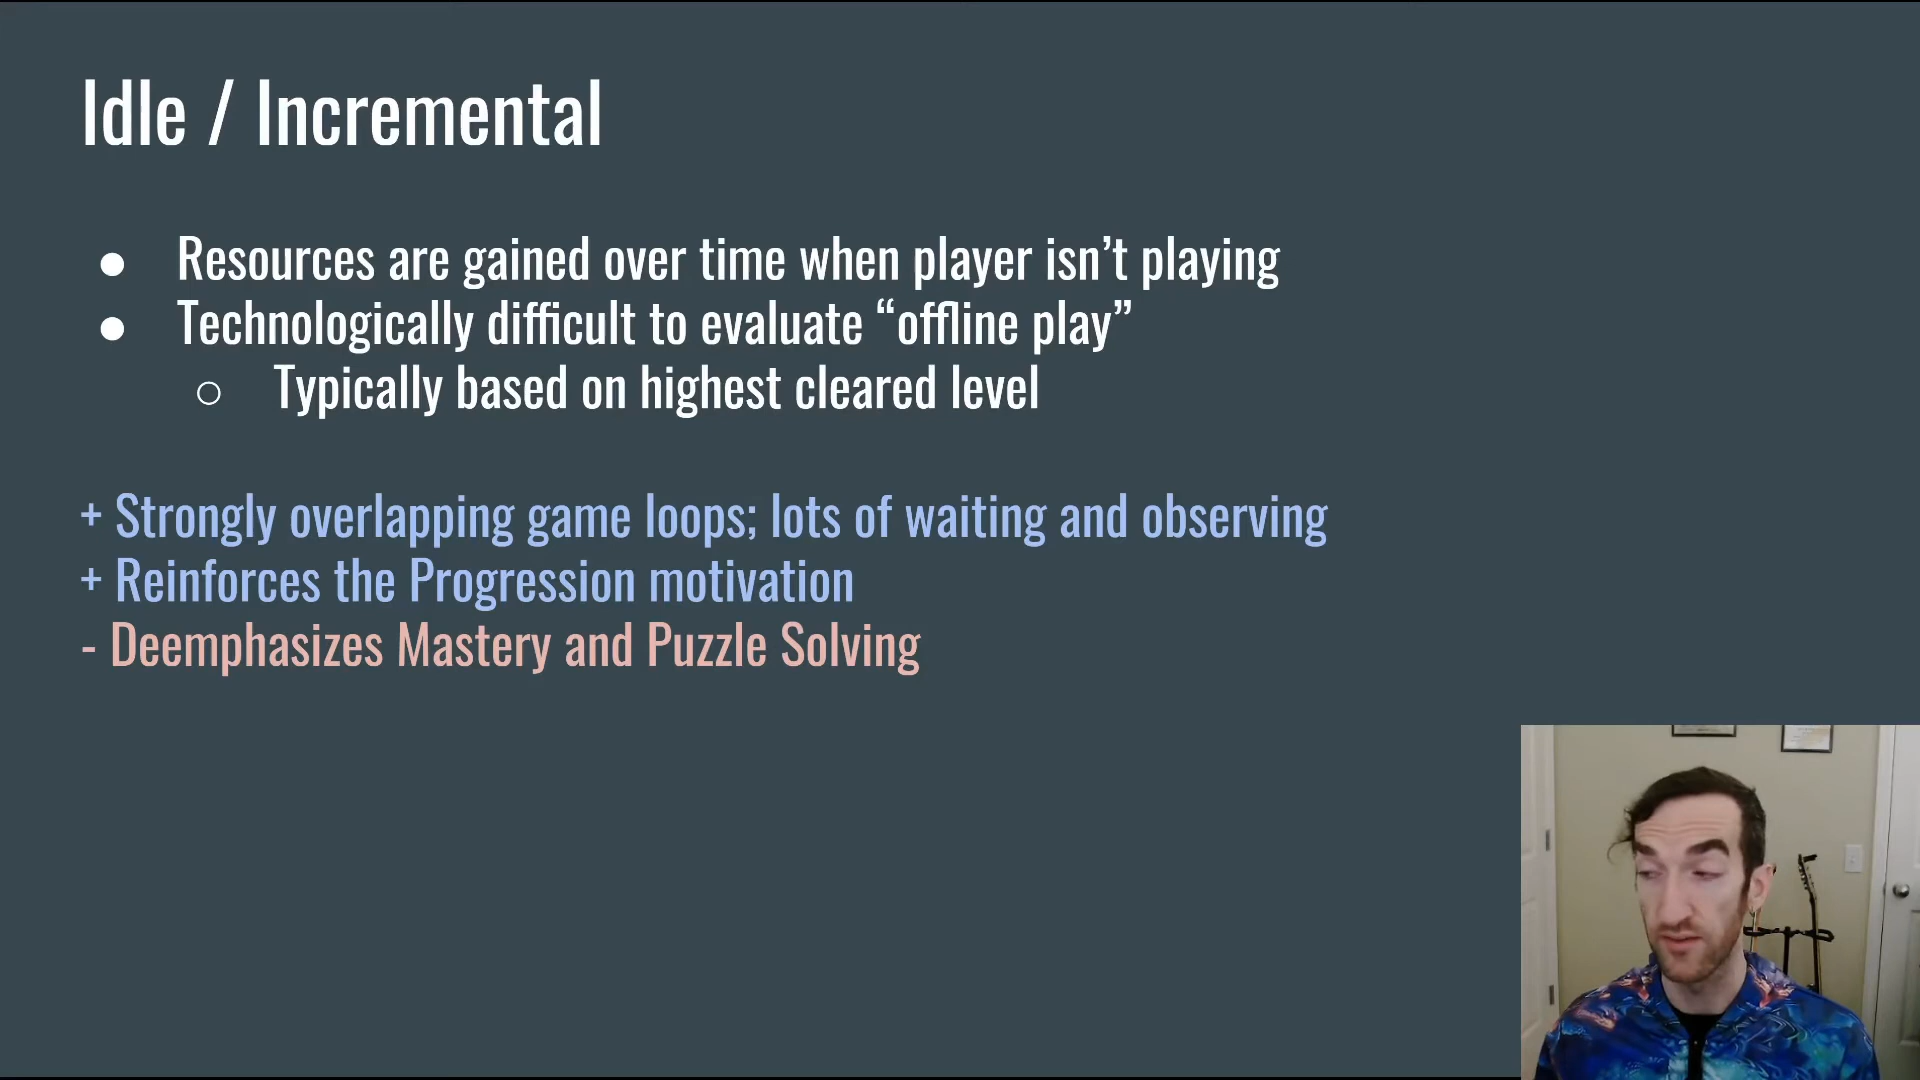 Idle / Incremental
● Resources are gained over time when player isn’t playing
● Technologically difficult to evaluate “offline play”
○ Typically based on highest cleared level
+ Strongly overlapping game loops; lots of waiting and observing
+ Reinforces the Progression motivation
- Deemphasizes Mastery and Puzzle Solving